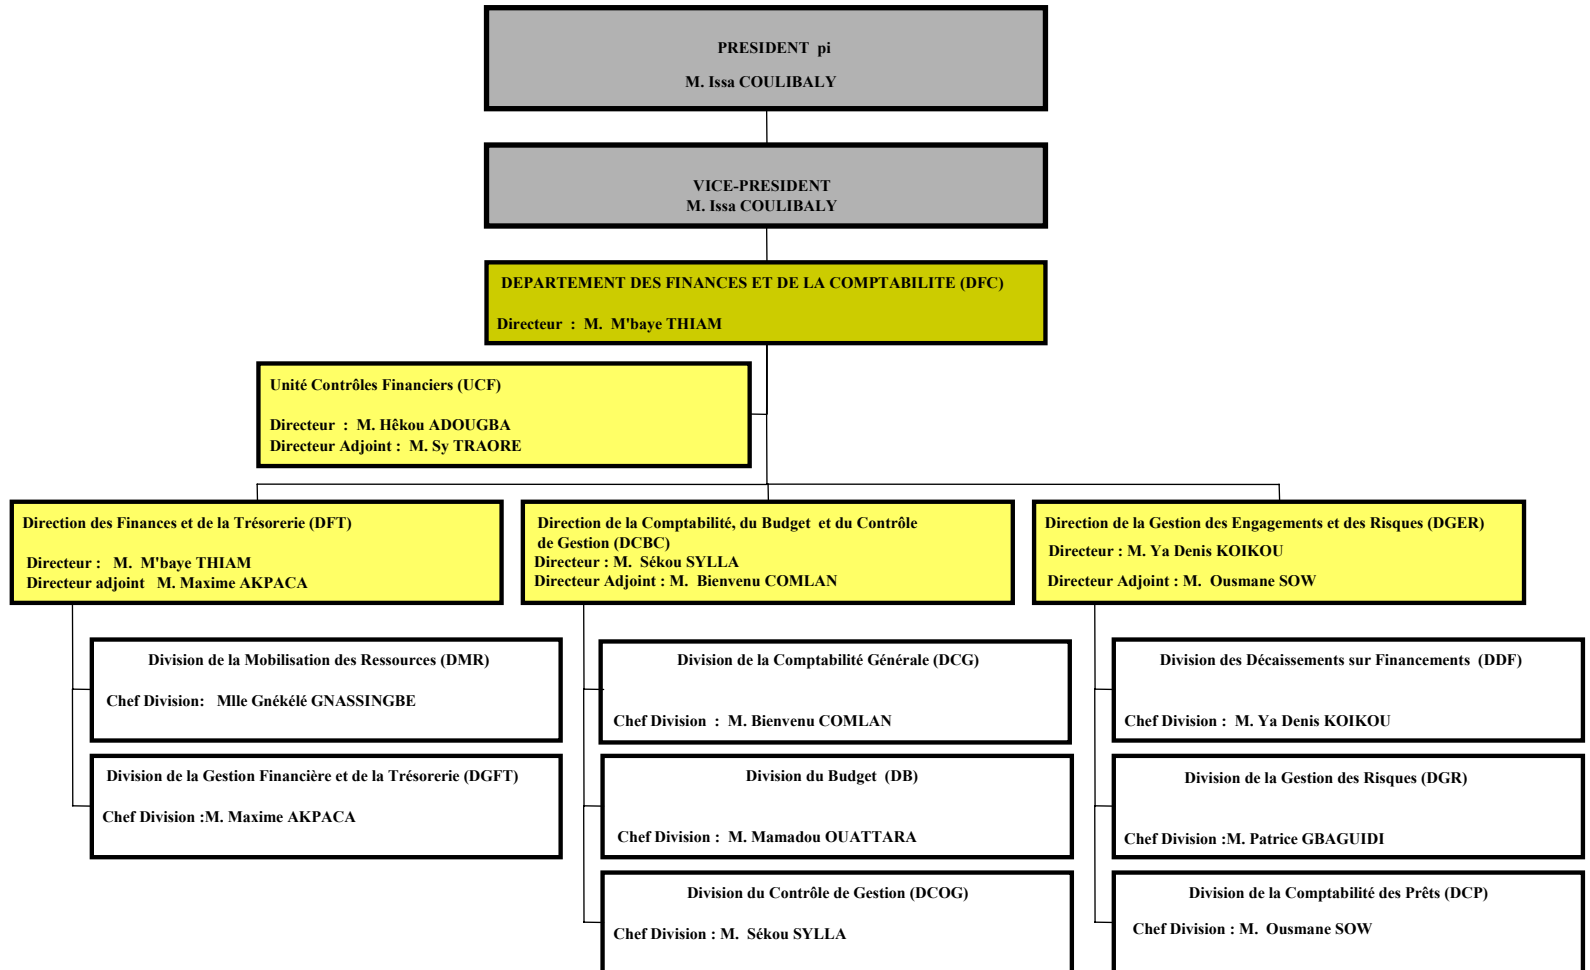 PRESIDENT pi
M. Issa COULIBALY
VICE-PRESIDENT
M. Issa COULIBALY
DEPARTEMENT DES FINANCES ET DE LA COMPTABILITE (DFC)
Directeur : M. M'baye THIAM
Unité Contrôles Financiers (UCF)
Directeur : M. Hêkou ADOUGBA
Directeur Adjoint : M. Sy TRAORE
Direction des Finances et de la Trésorerie (DFT)
Directeur : M. M'baye THIAM
Directeur adjoint M. Maxime AKPACA
Direction de la Comptabilité, du Budget et du Contrôle
de Gestion (DCBC)
Directeur : M. Sékou SYLLA
Directeur Adjoint : M. Bienvenu COMLAN
Direction de la Gestion des Engagements et des Risques (DGER)
Directeur : M. Ya Denis KOIKOU
Directeur Adjoint : M. Ousmane SOW
Division de la Mobilisation des Ressources (DMR)
Chef Division: Mlle Gnékélé GNASSINGBE
Division de la Gestion Financière et de la Trésorerie (DGFT)
Chef Division :M. Maxime AKPACA
Division de la Comptabilité Générale (DCG)
Chef Division : M. Bienvenu COMLAN
Division du Budget (DB)
Chef Division : M. Mamadou OUATTARA
Division du Contrôle de Gestion (DCOG)
Chef Division : M. Sékou SYLLA
Division des Décaissements sur Financements (DDF)
Chef Division : M. Ya Denis KOIKOU
Division de la Gestion des Risques (DGR)
Chef Division :M. Patrice GBAGUIDI
Division de la Comptabilité des Prêts (DCP)
Chef Division : M. Ousmane SOW